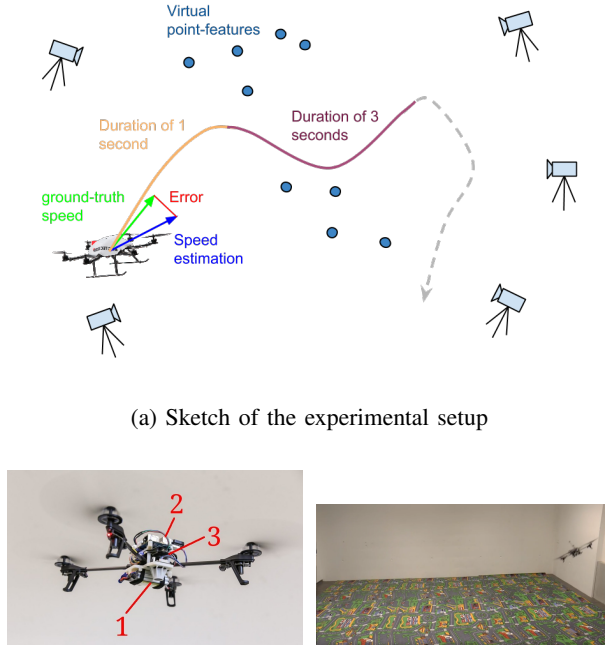 Virtual
point-features
Duration of 1
second
Duration of 3
seconds
ground-truth
speed
Error
Speed
estimation
(a) Sketch of the experimental setup
2
3
1